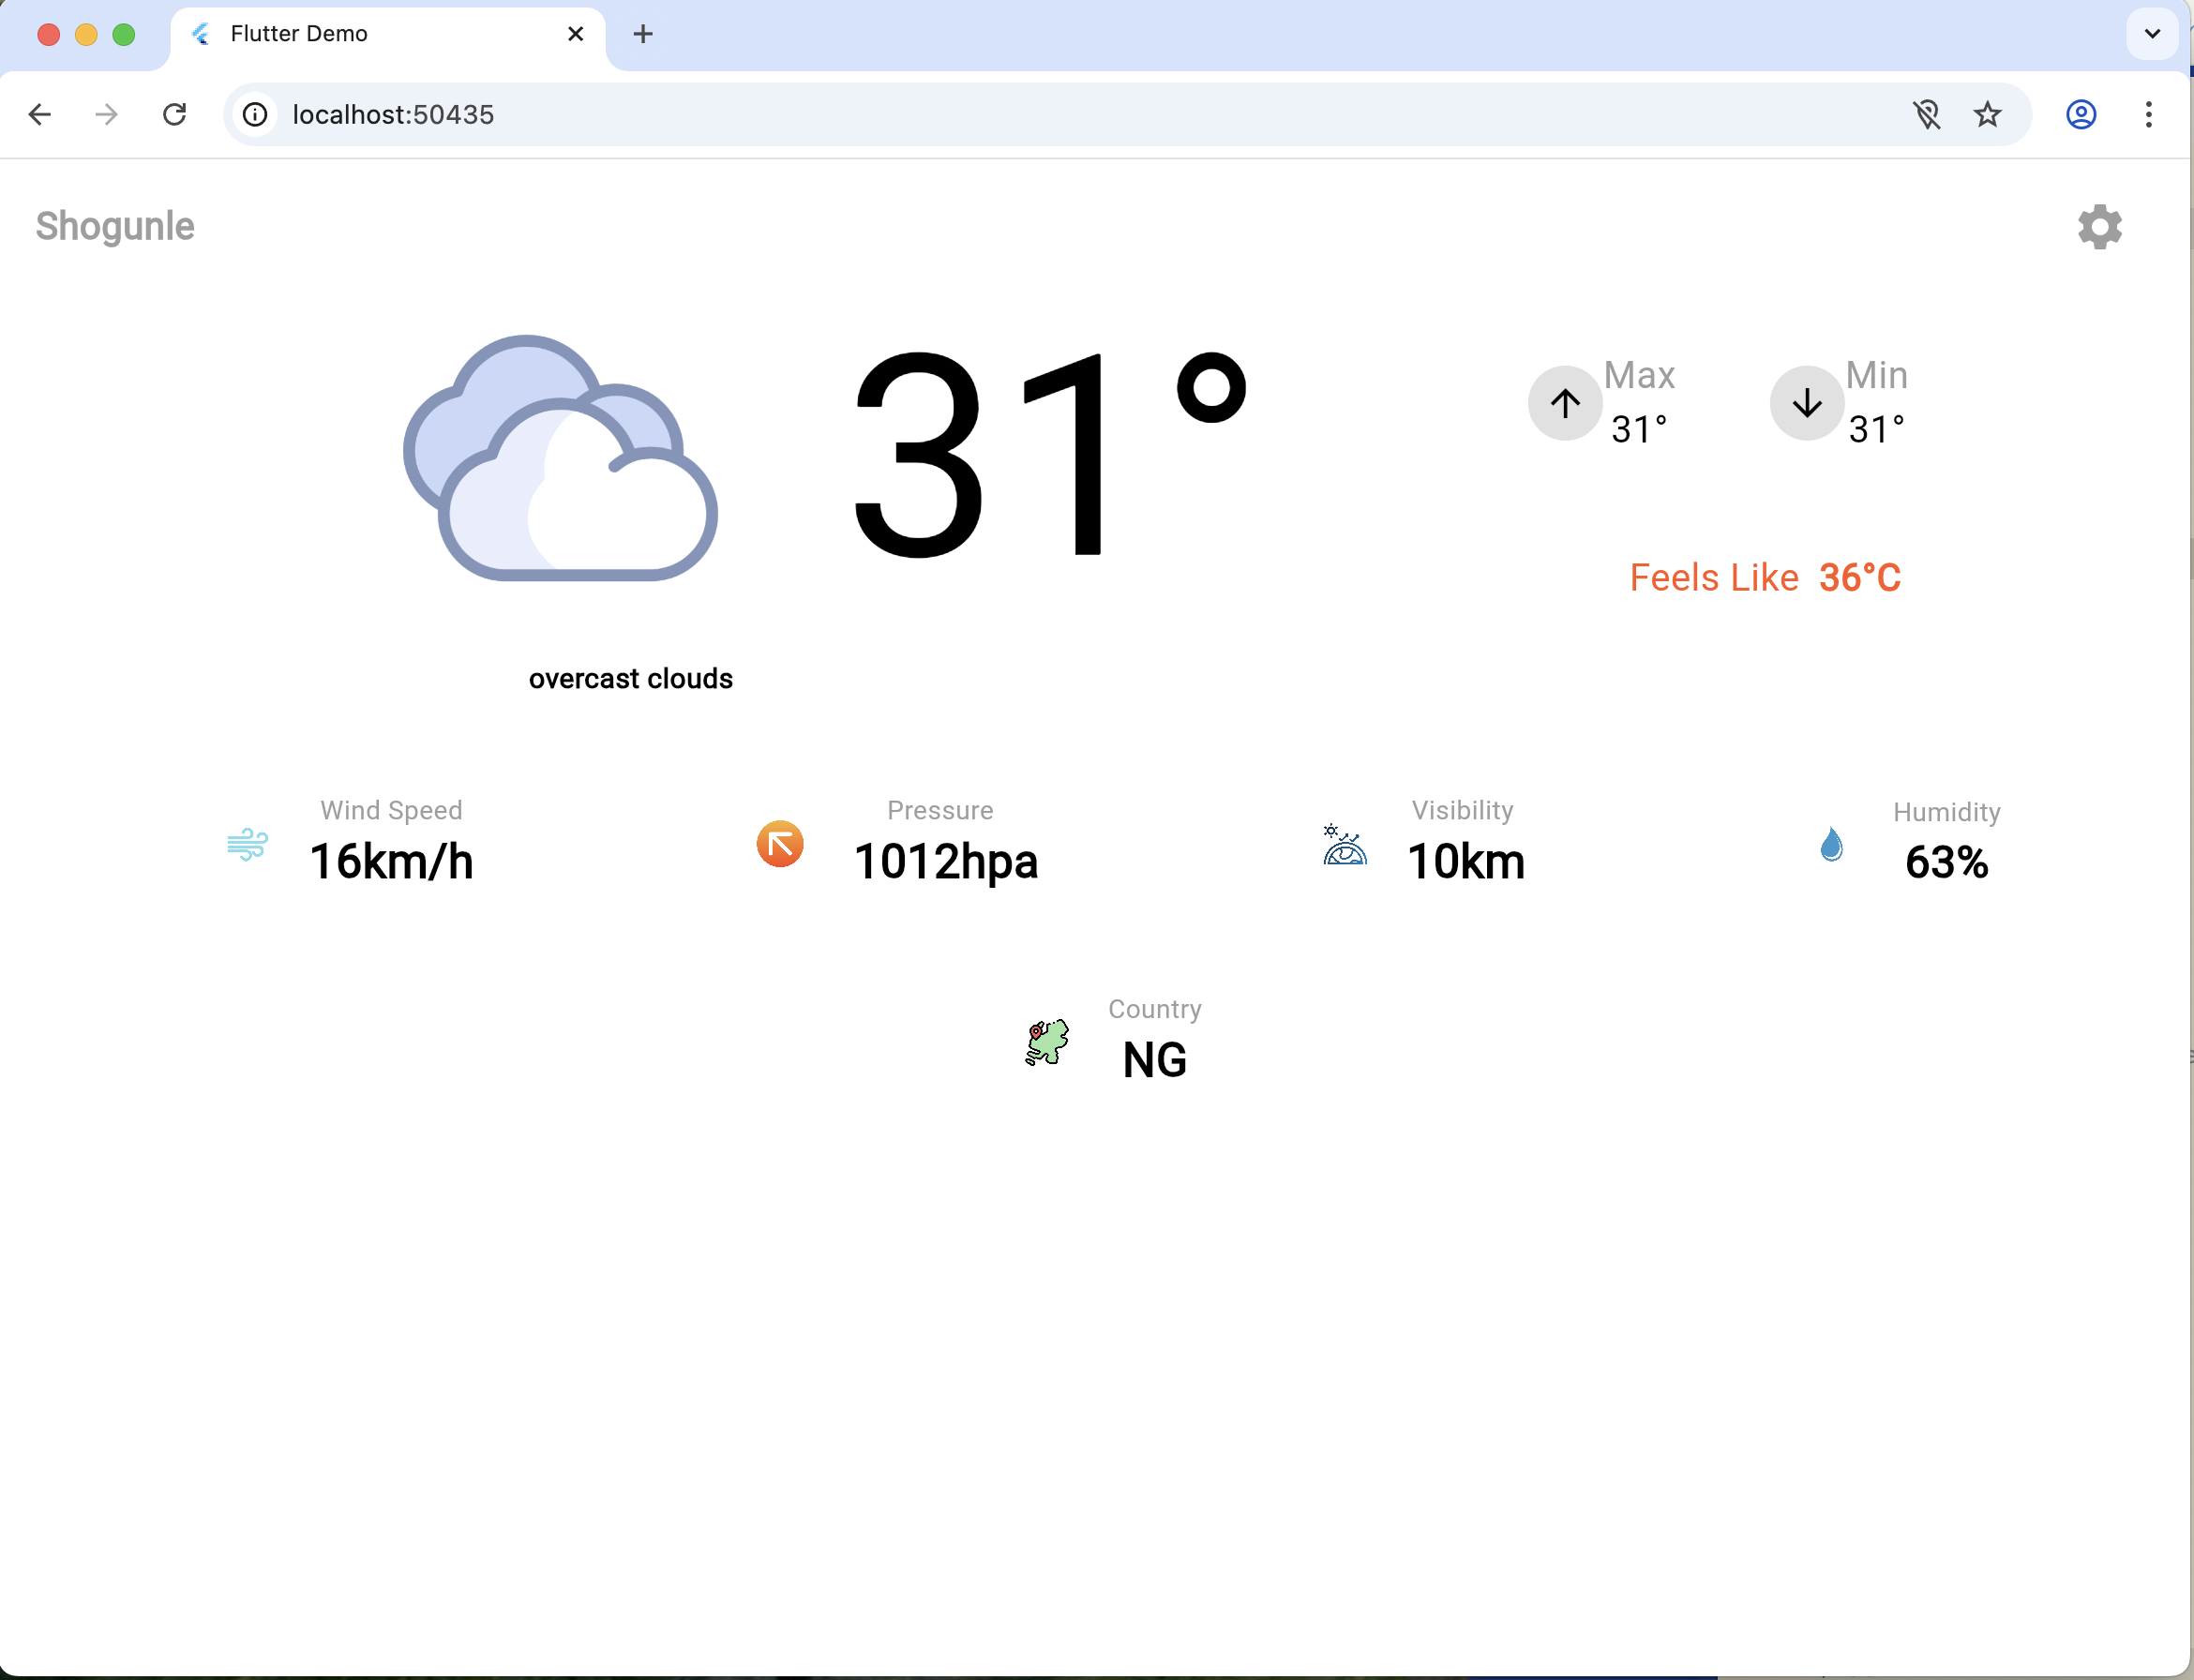 Flutter Demo
localhost:50435
Shogunle
31°
Max
31°
Min
31°
Feels Like 36°C
overcast clouds
Wind Speed
16km/h
Pressure
1012hpa
Visibility
10km
Humidity
63%
Country
NG